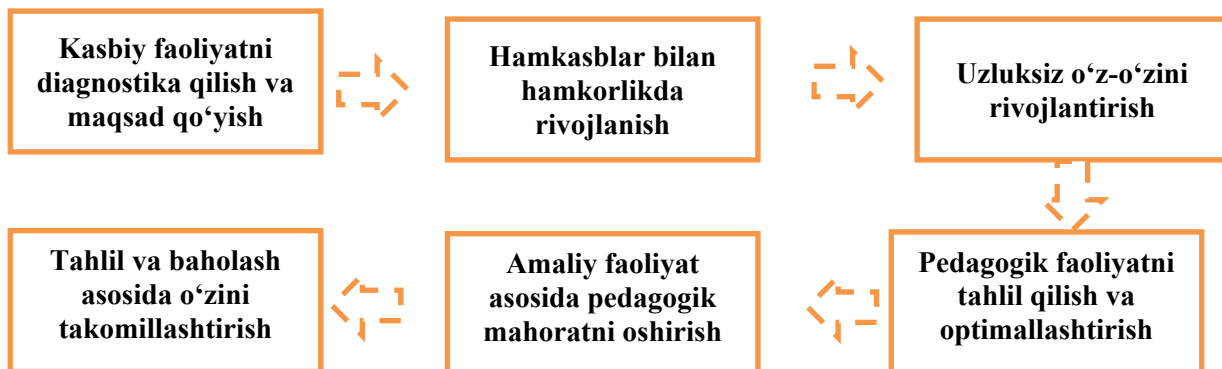 Kasbiy faoliyatni
diagnostika qilish va
maqsad qo‘yish
Hamkasblar bilan
hamkorlikda
rivojlanish
Uzluksiz o‘z-o‘zini
rivojlantirish
Pedagogik faoliyatni
tahlil qilish va
optimallashtirish
Amaliy faoliyat
asosida pedagogik
mahoratni oshirish
Tahlil va baholash
asosida o‘zini
takomillashtirish